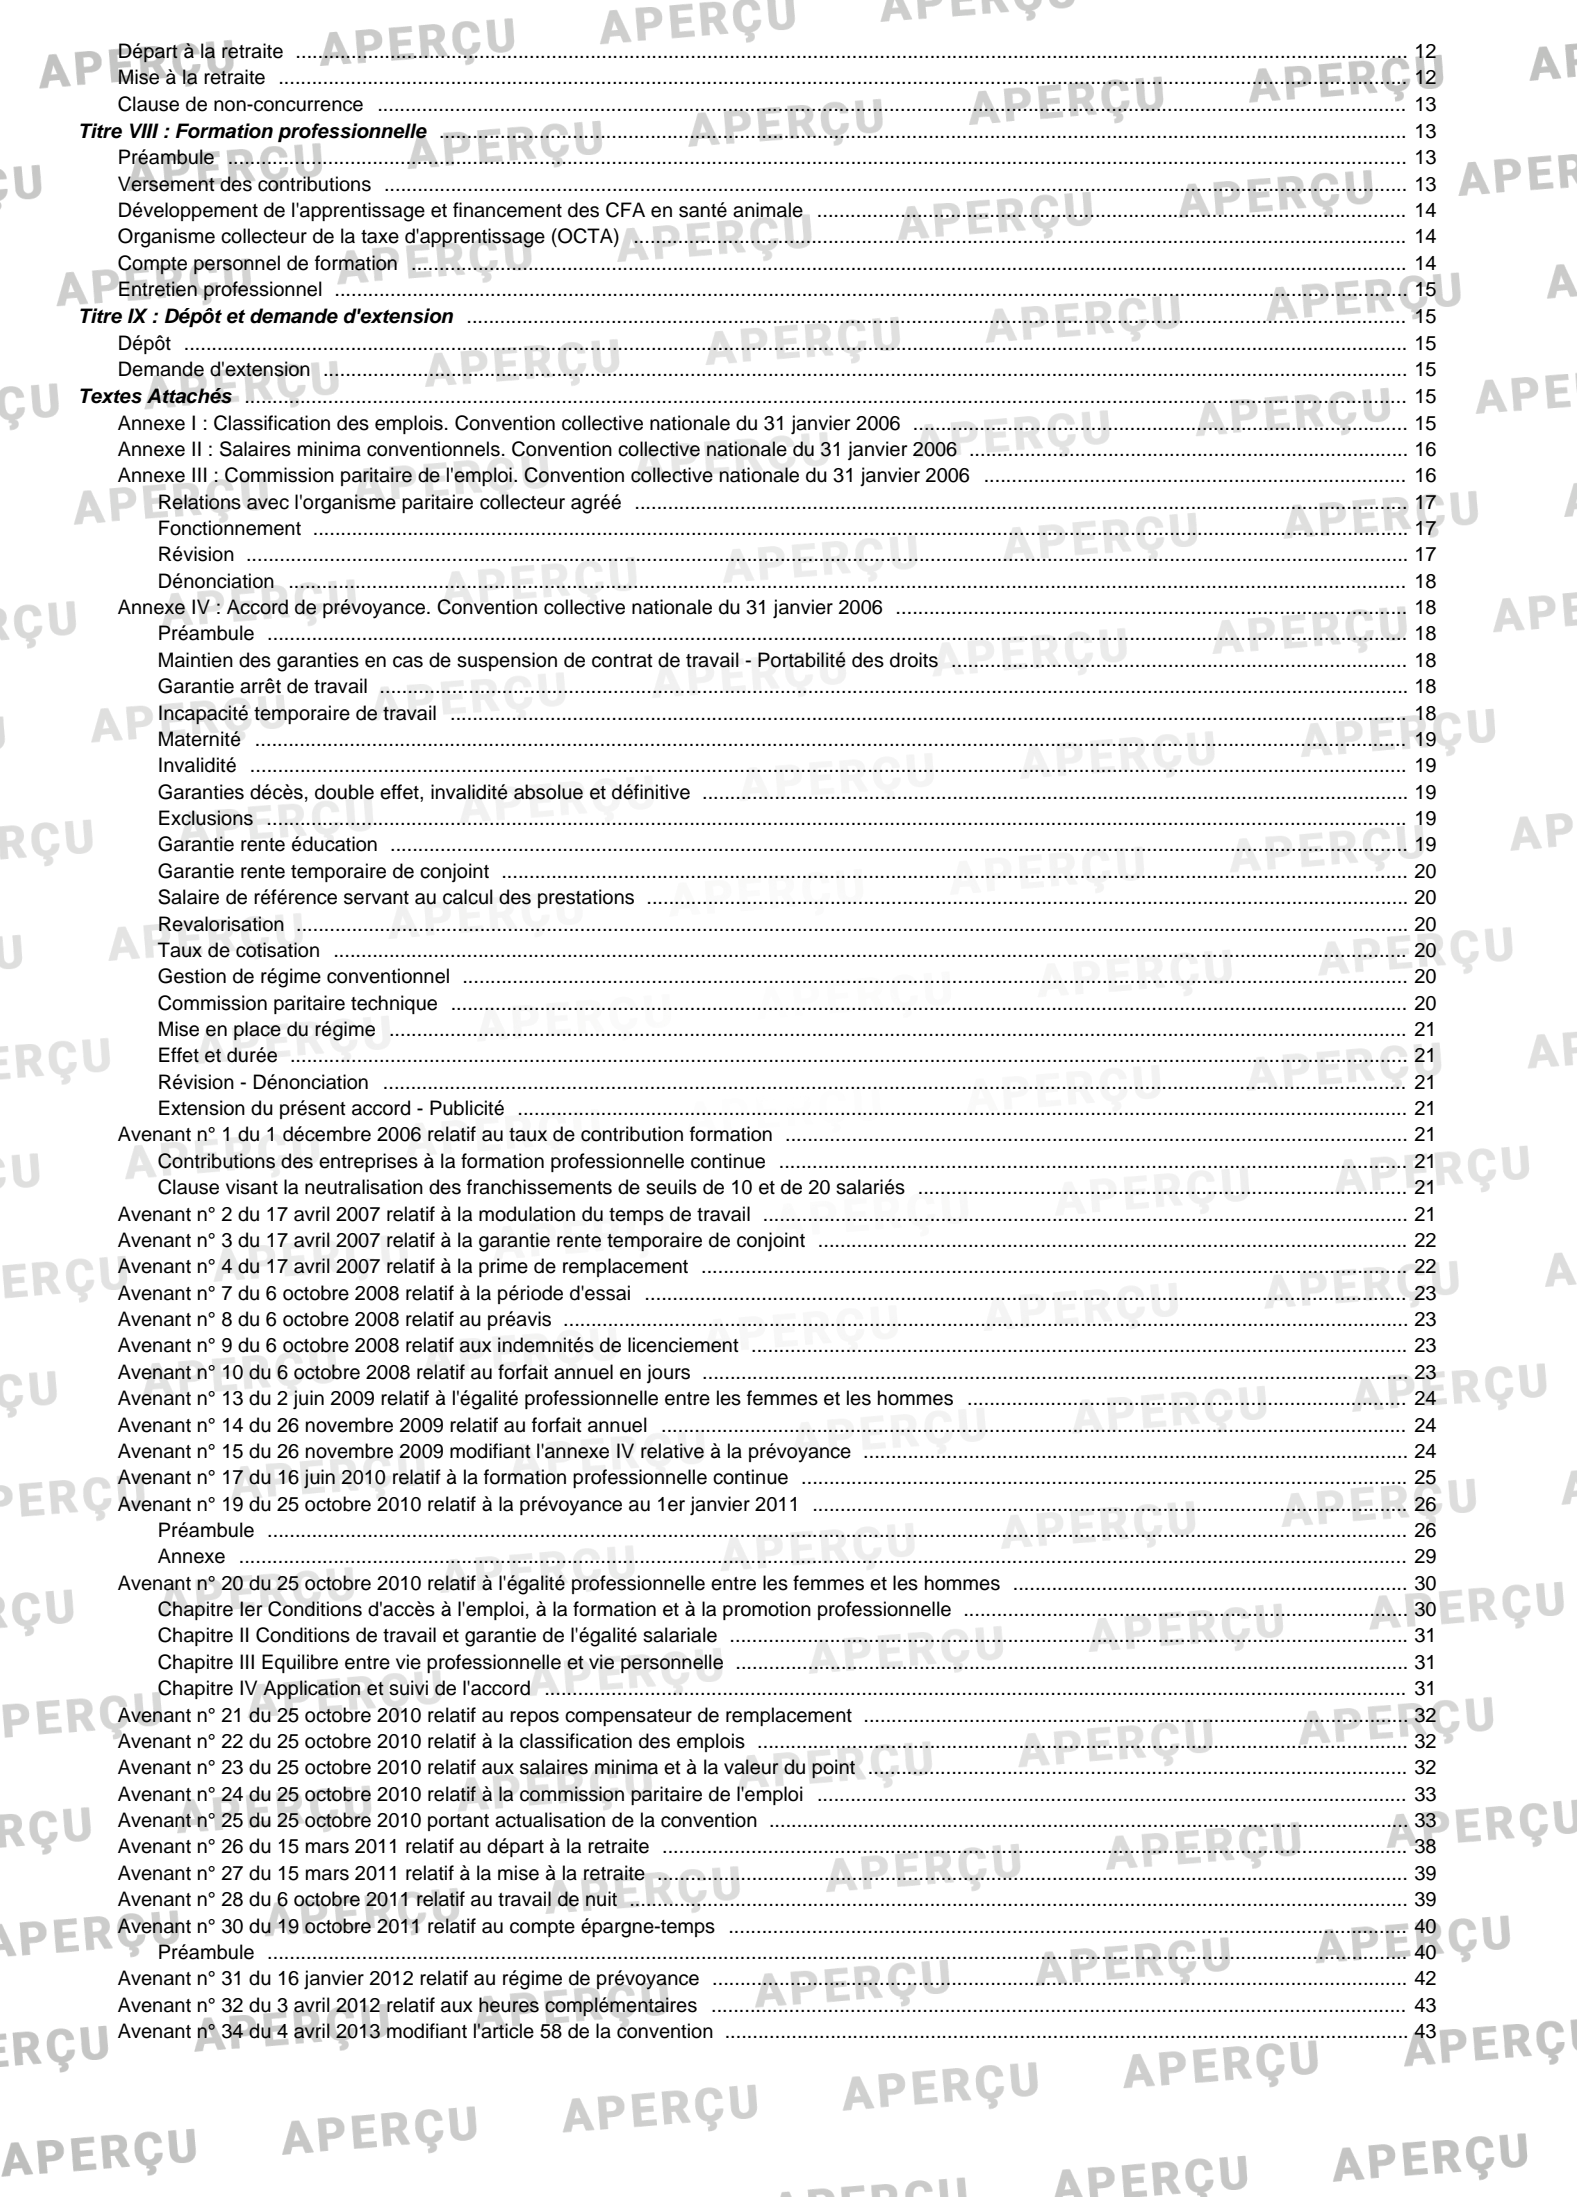 Départ à la retraite ... 12
Mise à la retraite ... 12
Clause de non-concurrence ... 13
Titre VIII : Formation professionnelle ... 13
Préambule ... 13
Versement des contributions ... 13
Développement de l'apprentissage et financement des CFA en santé animale ... 14
Organisme collecteur de la taxe d'apprentissage (OCTA) ... 14
Compte personnel de formation ... 14
Entretien professionnel ... 15
Titre IX : Dépôt et demande d'extension ... 15
Dépôt ... 15
Demande d'extension ... 15
Textes Attachés ... 15
Annexe I : Classification des emplois. Convention collective nationale du 31 janvier 2006 ... 15
Annexe II : Salaires minima conventionnels. Convention collective nationale du 31 janvier 2006 ... 16
Annexe III : Commission paritaire de l'emploi. Convention collective nationale du 31 janvier 2006 ... 16
Relations avec l'organisme paritaire collecteur agréé ... 17
Fonctionnement ... 17
Révision ... 17
Dénonciation ... 18
Annexe IV : Accord de prévoyance. Convention collective nationale du 31 janvier 2006 ... 18
Préambule ... 18
Maintien des garanties en cas de suspension de contrat de travail - Portabilité des droits ... 18
Garantie arrêt de travail ... 18
Incapacité temporaire de travail ... 18
Maternité ... 19
Invalidité ... 19
Garanties décès, double effet, invalidité absolue et définitive ... 19
Exclusions ... 19
Garantie rente éducation ... 19
Garantie rente temporaire de conjoint ... 20
Salaire de référence servant au calcul des prestations ... 20
Revalorisation ... 20
Taux de cotisation ... 20
Gestion de régime conventionnel ... 20
Commission paritaire technique ... 20
Mise en place du régime ... 21
Effet et durée ... 21
Révision - Dénonciation ... 21
Extension du présent accord - Publicité ... 21
Avenant n° 1 du 1 décembre 2006 relatif au taux de contribution formation ... 21
Contributions des entreprises à la formation professionnelle continue ... 21
Clause visant la neutralisation des franchissements de seuils de 10 et de 20 salariés ... 21
Avenant n° 2 du 17 avril 2007 relatif à la modulation du temps de travail ... 21
Avenant n° 3 du 17 avril 2007 relatif à la garantie rente temporaire de conjoint ... 22
Avenant n° 4 du 17 avril 2007 relatif à la prime de remplacement ... 22
Avenant n° 7 du 6 octobre 2008 relatif à la période d'essai ... 23
Avenant n° 8 du 6 octobre 2008 relatif au préavis ... 23
Avenant n° 9 du 6 octobre 2008 relatif aux indemnités de licenciement ... 23
Avenant n° 10 du 6 octobre 2008 relatif au forfait annuel en jours ... 23
Avenant n° 13 du 2 juin 2009 relatif à l'égalité professionnelle entre les femmes et les hommes ... 24
Avenant n° 14 du 26 novembre 2009 relatif au forfait annuel ... 24
Avenant n° 15 du 26 novembre 2009 modifiant l'annexe IV relative à la prévoyance ... 24
Avenant n° 17 du 16 juin 2010 relatif à la formation professionnelle continue ... 25
Avenant n° 19 du 25 octobre 2010 relatif à la prévoyance au 1er janvier 2011 ... 26
Préambule ... 26
Annexe ... 29
Avenant n° 20 du 25 octobre 2010 relatif à l'égalité professionnelle entre les femmes et les hommes ... 30
Chapitre Ier Conditions d'accès à l'emploi, à la formation et à la promotion professionnelle ... 30
Chapitre II Conditions de travail et garantie de l'égalité salariale ... 31
Chapitre III Equilibre entre vie professionnelle et vie personnelle ... 31
Chapitre IV Application et suivi de l'accord ... 31
Avenant n° 21 du 25 octobre 2010 relatif au repos compensateur de remplacement ... 32
Avenant n° 22 du 25 octobre 2010 relatif à la classification des emplois ... 32
Avenant n° 23 du 25 octobre 2010 relatif aux salaires minima et à la valeur du point ... 32
Avenant n° 24 du 25 octobre 2010 relatif à la commission paritaire de l'emploi ... 33
Avenant n° 25 du 25 octobre 2010 portant actualisation de la convention ... 33
Avenant n° 26 du 15 mars 2011 relatif au départ à la retraite ... 38
Avenant n° 27 du 15 mars 2011 relatif à la mise à la retraite ... 39
Avenant n° 28 du 6 octobre 2011 relatif au travail de nuit ... 39
Avenant n° 30 du 19 octobre 2011 relatif au compte épargne-temps ... 40
Préambule ... 40
Avenant n° 31 du 16 janvier 2012 relatif au régime de prévoyance ... 42
Avenant n° 32 du 3 avril 2012 relatif aux heures complémentaires ... 43
Avenant n° 34 du 4 avril 2013 modifiant l'article 58 de la convention ... 43
APERÇU